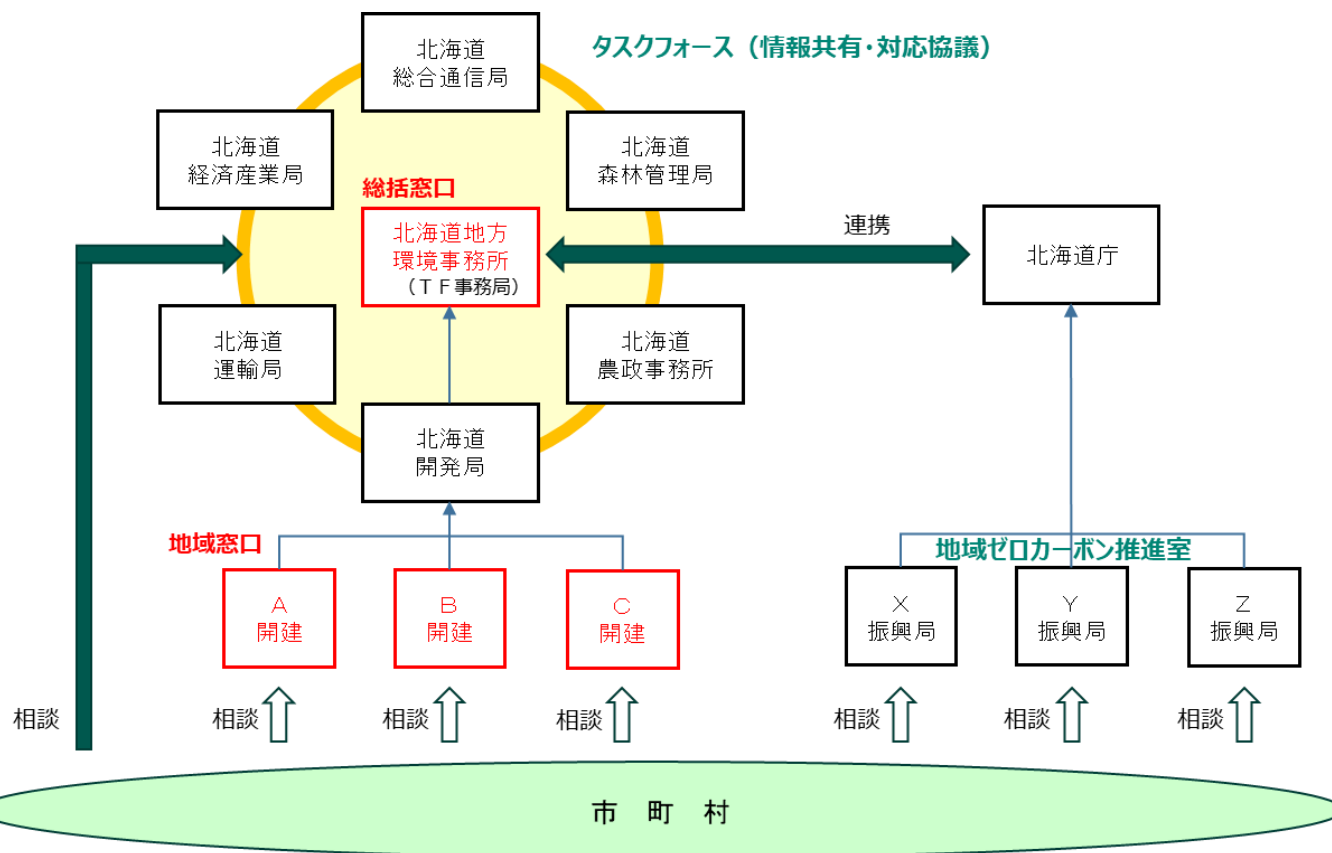 タスクフォース（情報共有・対応協議）
北海道
総合通信局
北海道
経済産業局
北海道
森林管理局
総括窓口
北海道地方
環境事務所
（ＴＦ事務局）
連携
北海道庁
北海道
運輸局
北海道
農政事務所
北海道
開発局
地域窓口
地域ゼロカーボン推進室
Ａ
開建
Ｂ
開建
Ｃ
開建
Ｘ
振興局
Ｙ
振興局
Ｚ
振興局
相談
相談
相談
相談
相談
相談
相談
市　町　村